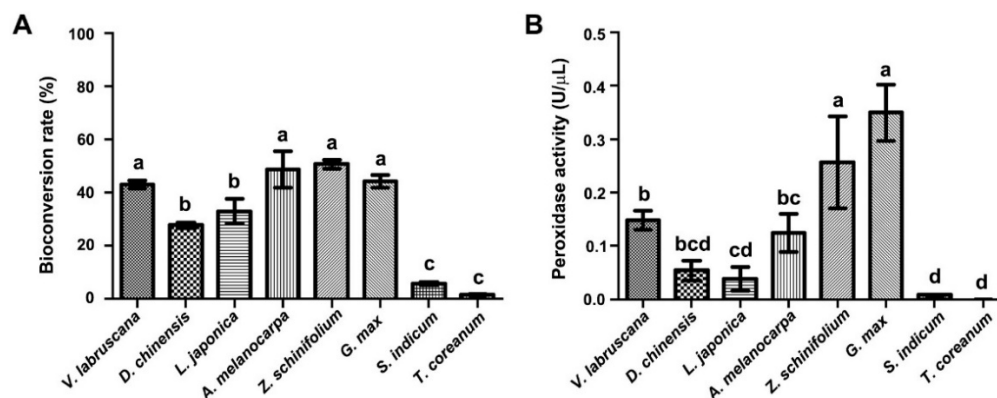 A
Bioconversion rate (%)
100
80
60
40
20
0
a
b
b
a
a
a
c
c
V. labruscana
D. chinensis
L. japonica
A. melanocarpa
Z. schinifolium
G. max
S. indicum
T. coreanum
B
Peroxidase activity (U/μL)
0.5
0.4
0.3
0.2
0.1
0.0
b
bcd
cd
bc
a
a
d
d
V. labruscana
D. chinensis
L. japonica
A. melanocarpa
Z. schinifolium
G. max
S. indicum
T. coreanum